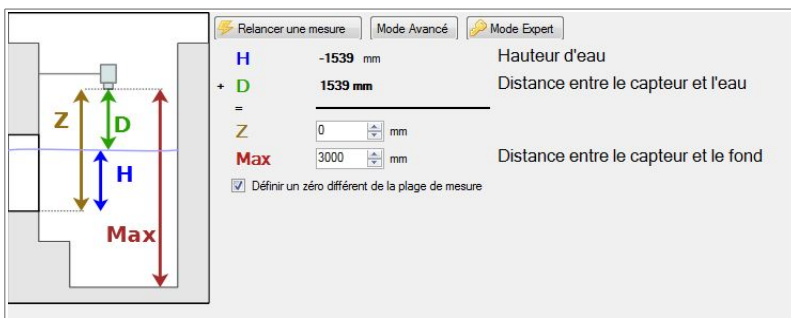 Relancer une mesure Mode Avancé Mode Expert
H -1539 mm Hauteur d'eau
+ D 1539 mm Distance entre le capteur et l'eau
=
Z 0 mm
Max 3000 mm Distance entre le capteur et le fond
Définir un zéro différent de la plage de mesure
Z
D
H
Max